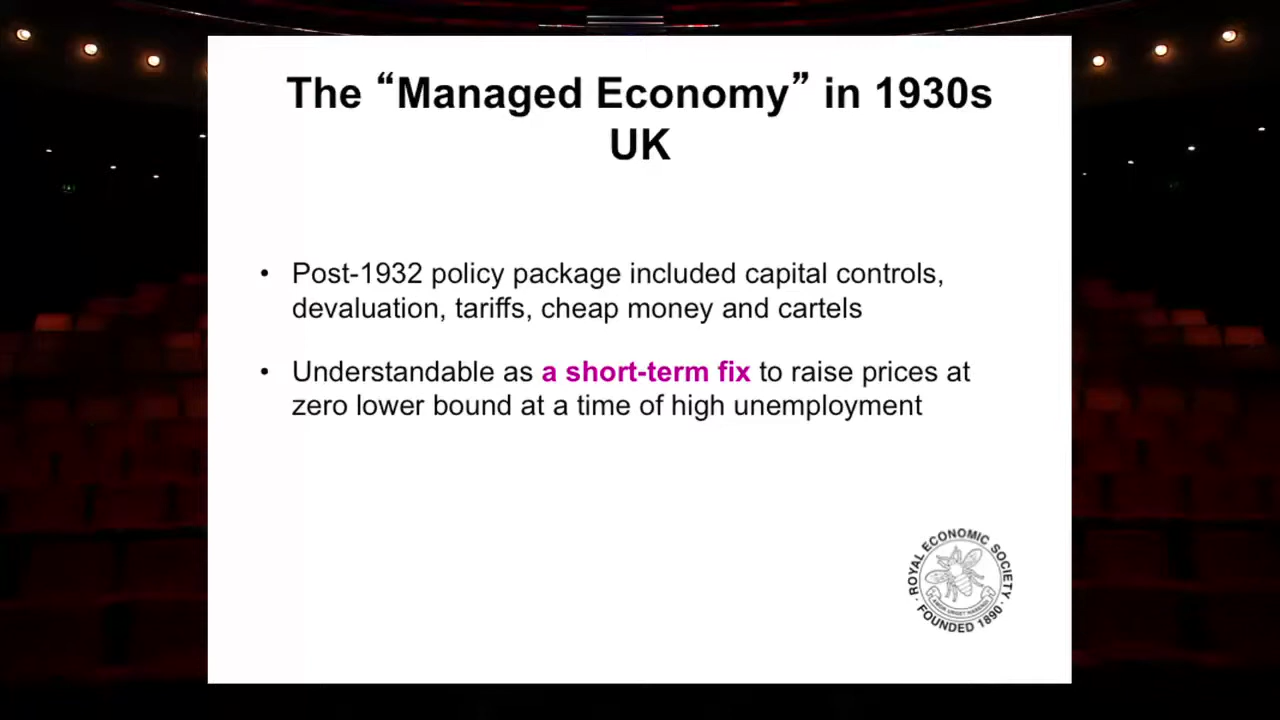 The “Managed Economy” in 1930s
UK
• Post-1932 policy package included capital controls,
devaluation, tariffs, cheap money and cartels
• Understandable as a short-term fix to raise prices at
zero lower bound at a time of high unemployment
ROYAL ECONOMIC SOCIETY
· FOUNDED 1890 ·